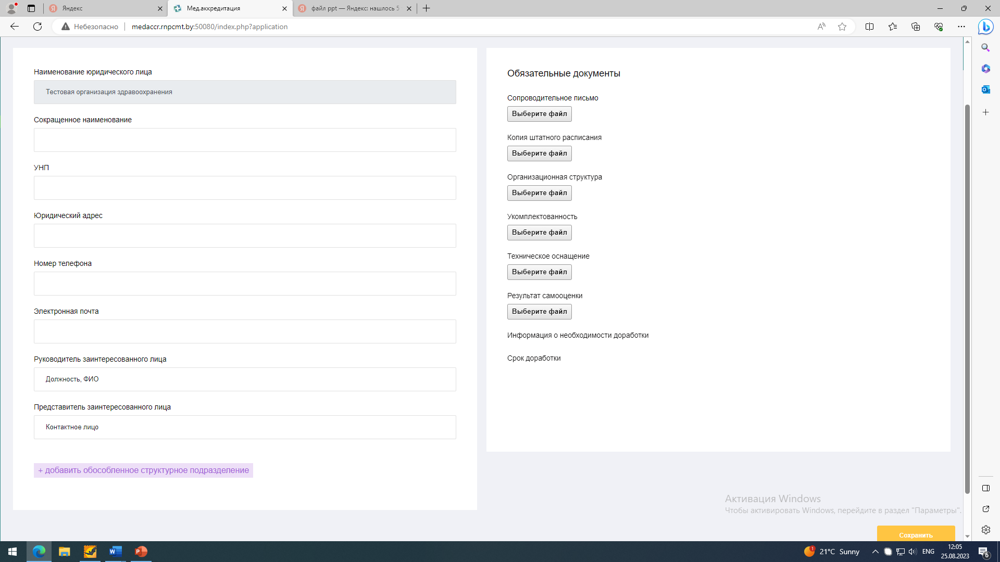 Яндекс
Мед.аккредитация
файл ppt — Яндекс: нашлось 5
Небезопасно
medaccr.rnpcmt.by:50080/index.php?application
Наименование юридического лица
Тестовая организация здравоохранения
Сокращенное наименование
УНП
Юридический адрес
Номер телефона
Электронная почта
Руководитель заинтересованного лица
Должность, ФИО
Представитель заинтересованного лица
Контактное лицо
+ добавить обособленное структурное подразделение
Обязательные документы
Сопроводительное письмо
Выберите файл
Копия штатного расписания
Выберите файл
Организационная структура
Выберите файл
Укомплектованность
Выберите файл
Техническое оснащение
Выберите файл
Результат самооценки
Выберите файл
Информация о необходимости доработки
Срок доработки
Активация Windows
Чтобы активировать Windows, перейдите в раздел "Параметры".
Сохранить
1
21°C Sunny
ENG
12:05
25.08.2023
6